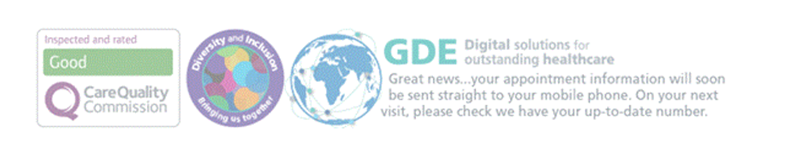 Inspected and rated
Good
CareQuality
Commission
Diversity and Inclusion
Bringing us together
GDE Digital solutions for
outstanding healthcare
Great news...your appointment information will soon
be sent straight to your mobile phone. On your next
visit, please check we have your up-to-date number.